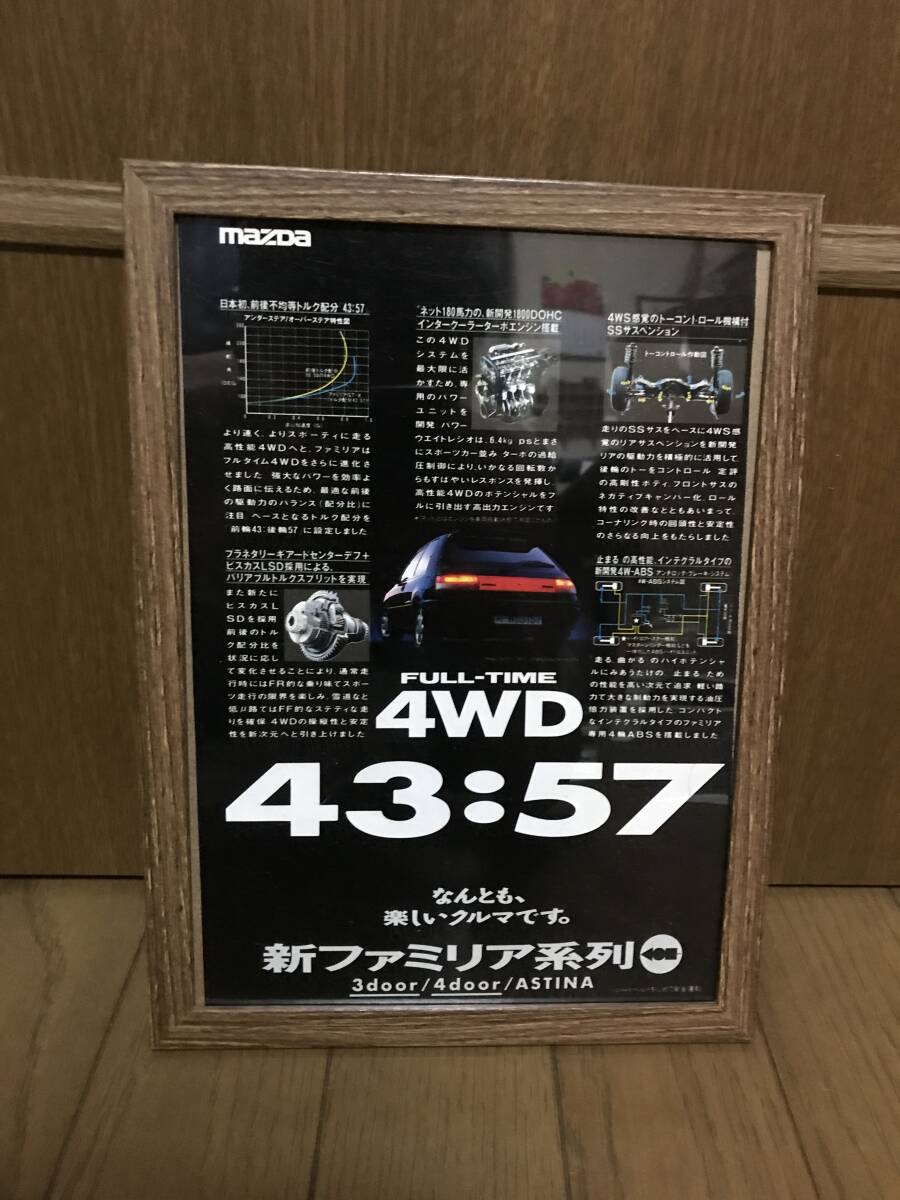 mazda
日本初、前後不均等トルク配分 43:57
アンダーステア/オーバーステア特性図
より速く、よりスポーティに走る
高性能4WDへと、ファミリアは
フルタイム4WDをさらに進化さ
せました 強大なパワーを効率よ
く路面に伝えるため、最適な前後
の駆動力のバランス（配分比）に
注目 ベースとなるトルク配分を
前輪43：後輪57 に設定しました
ネット180馬力の、新開発1800DOHC
インタークーラーターボエンジン搭載
この4WD
システムを
最大限に活
かすため、専
用のパワー
ユニットを
開発 パワー
ウエイトレシオは、6.4kg psとまさ
にスポーツカー並み ターボの過給
圧制御により、いかなる回転数か
らもすばやいレスポンスを発揮し、
高性能4WDのポテンシャルをフ
ルに引き出す高出力エンジンです
4WS感覚のトーコントロール機構付
SSサスペンション
トーコントロール作動図
走りのSSサスをベースに4WS感
覚のリアサスペンションを新開発
リアの駆動力を積極的に活用して、
後輪のトーをコントロール 定評
の高剛性ボディ、フロントサスの
ネガティブキャンバー化、ロール
特性の改善などともあいまって、
コーナリング時の回頭性と安定性
のさらなる向上をもたらしました
プラネタリーギアードセンターデフ+
ビスカスLSD採用による、
バリアブルトルクスプリットを実現
また新たに
ビスカスL
SDを採用
前後のトル
ク配分比を
状況に応じ
て変化させることにより、通常走
行時にはFR的な乗り味でスポー
ツ走行の限界を楽しみ、雪道など
低μ路ではFF的なステディな走
りを確保 4WDの操縦性と安定
性を新次元へと引き上げました
止まる の高性能、インテグラルタイプの
新開発4W-ABS アンチロック・ブレーキ・システム
4W-ABSシステム図
走る、曲がる のハイポテンシャ
ルにみあうだけの 止まる ため
の性能を高い次元で追求、軽い踏
力で大きな制動力を実現する油圧
倍力装置を採用した、コンパクト
なインテグラルタイプのファミリア
専用4輪ABSを搭載しました
FULL-TIME
4WD
43:57
なんとも、
楽しいクルマです。
新ファミリア系列
3door/4door/ASTINA